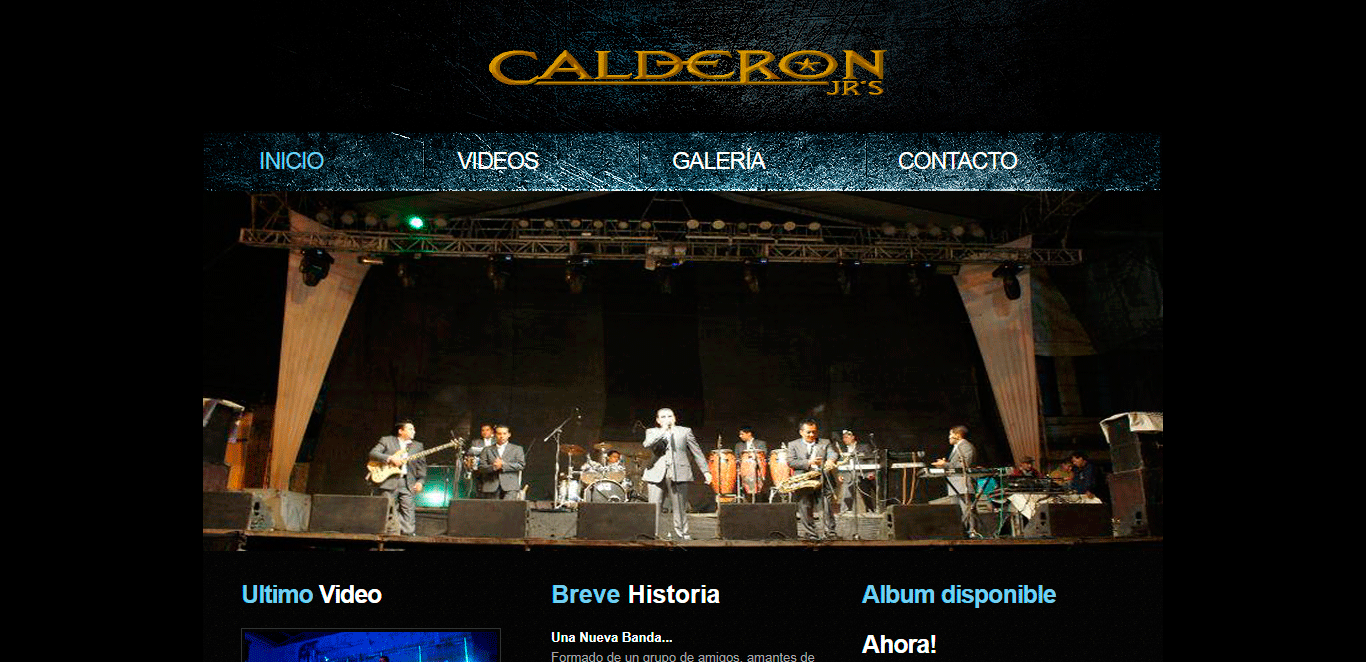 CALDERON
JR'S
INICIO
VIDEOS
GALERÍA
CONTACTO
Ultimo Video
Breve Historia
Album disponible
Una Nueva Banda...
Ahora!
Formado de un grupo de amigos, amantes de